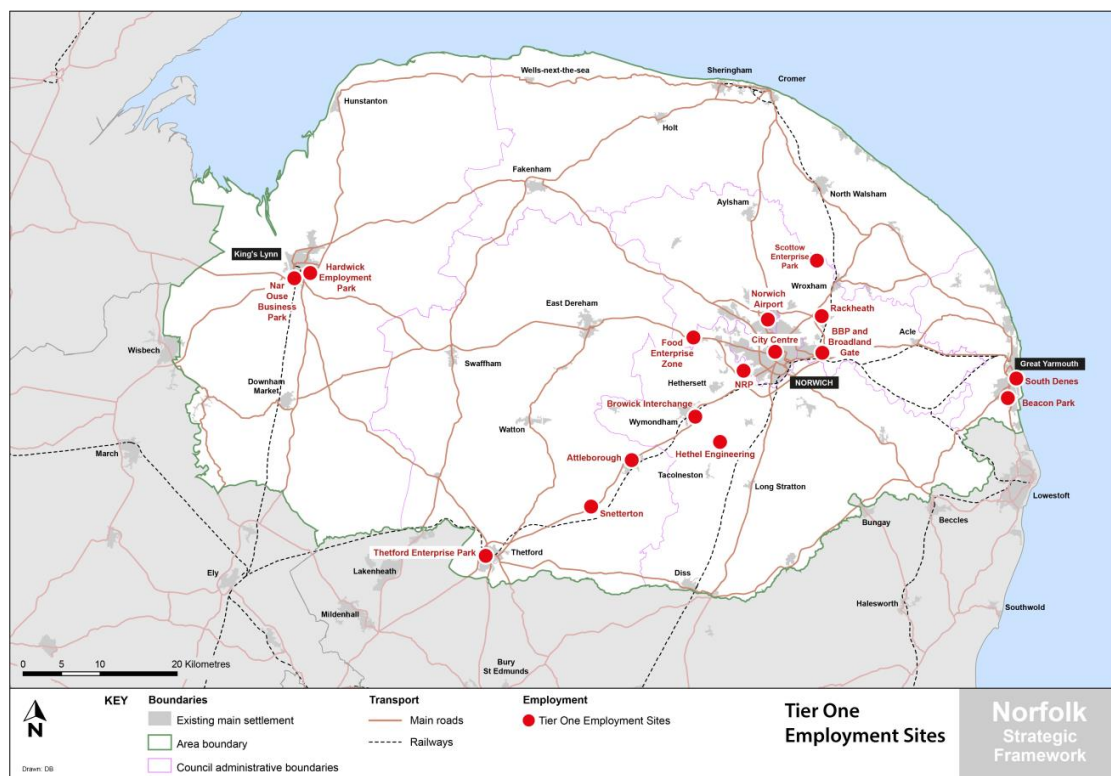 Wells-next-the-sea
Sheringham
Cromer
Hunstanton
Holt
Fakenham
North Walsham
Aylsham
King's Lynn
Hardwick
Employment
Park
Nar
Ouse
Business
Park
Scottow
Enterprise
Park
Wroxham
Norwich
Airport
Rackheath
East Dereham
City Centre
BBP and
Broadland
Gate
Acle
Food
Enterprise
Zone
Wisbech
Swaffham
Great Yarmouth
South Denes
Beacon Park
NRP
NORWICH
Hethersett
Downham
Market
Browick Interchange
Wymondham
Watton
March
Attleborough
Hethel Engineering
Tacolneston
Long Stratton
Lowestoft
Snetterton
Bungay
Beccles
Thetford Enterprise Park
Thetford
Lakenheath
Ely
Diss
Mildenhall
Halesworth
Southwold
Bury
St Edmunds
0 5 10 20 Kilometres
N
Drawn: DB
KEY
Boundaries
Existing main settlement
Area boundary
Council administrative boundaries
Transport
Main roads
Railways
Employment
Tier One Employment Sites
Tier One
Employment Sites
Norfolk
Strategic
Framework